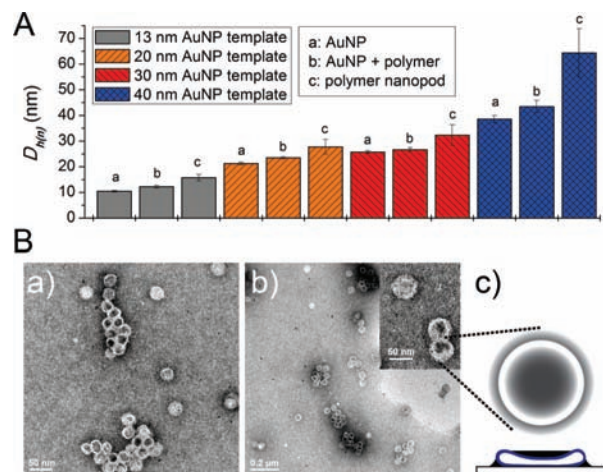 A
13 nm AuNP template
20 nm AuNP template
30 nm AuNP template
40 nm AuNP template
a: AuNP
b: AuNP + polymer
c: polymer nanopod
D_h(n) (nm)
70
60
50
40
30
20
10
0
a
b
c
a
b
c
a
b
c
a
b
c
B
a)
50 nm
b)
0.2 µm
50 nm
c)